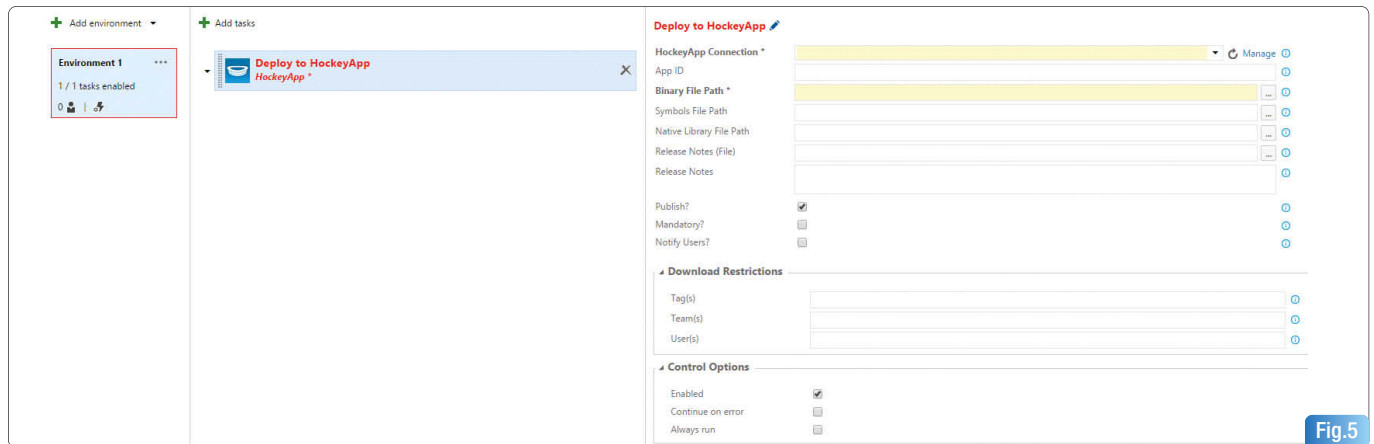 Add environment
Environment 1 ...
1 / 1 tasks enabled
0 |
Add tasks
Deploy to HockeyApp
HockeyApp *
Deploy to HockeyApp
HockeyApp Connection * Manage
App ID
Binary File Path * ...
Symbols File Path ...
Native Library File Path ...
Release Notes (File) ...
Release Notes
Publish?
Mandatory?
Notify Users?
Download Restrictions
Tag(s)
Team(s)
User(s)
Control Options
Enabled
Continue on error
Always run
Fig.5